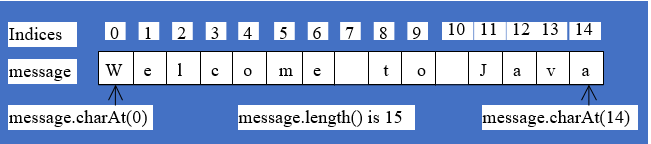 Indices 0 1 2 3 4 5 6 7 8 9 10 11 12 13 14
message W e l c o m e t o J a v a
message.charAt(0) message.length() is 15 message.charAt(14)